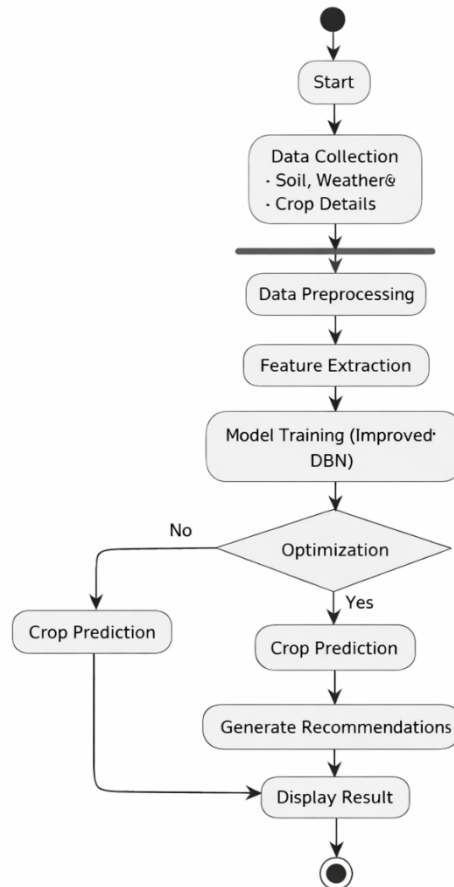 Start
Data Collection
· Soil, Weather@
· Crop Details
Data Preprocessing
Feature Extraction
Model Training (Improved·
DBN)
Optimization
No
Yes
Crop Prediction
Crop Prediction
Generate Recommendations
Display Result